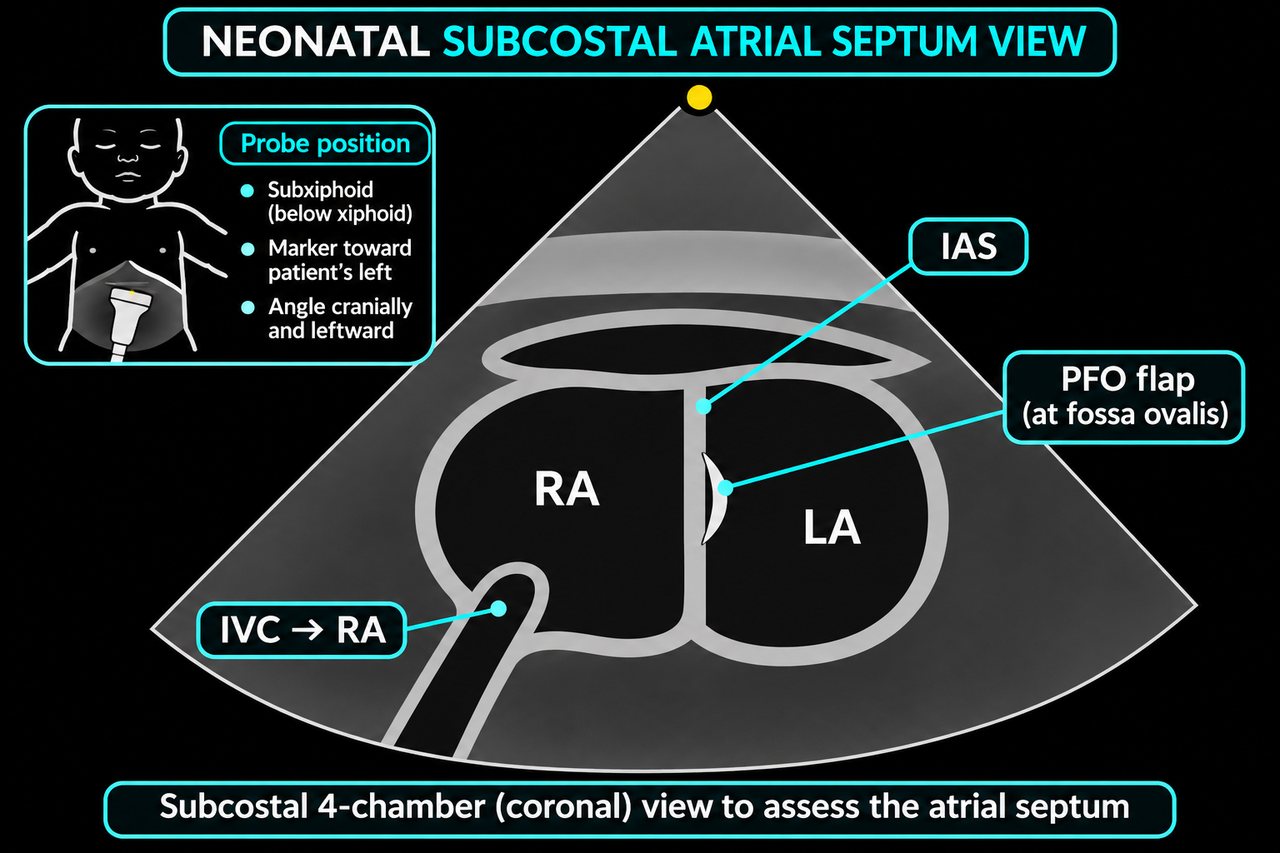 NEONATAL SUBCOSTAL ATRIAL SEPTUM VIEW
Probe position
Subxiphoid
(below xiphoid)
Marker toward
patient's left
Angle cranially
and leftward
IAS
PFO flap
(at fossa ovalis)
RA
LA
IVC → RA
Subcostal 4-chamber (coronal) view to assess the atrial septum